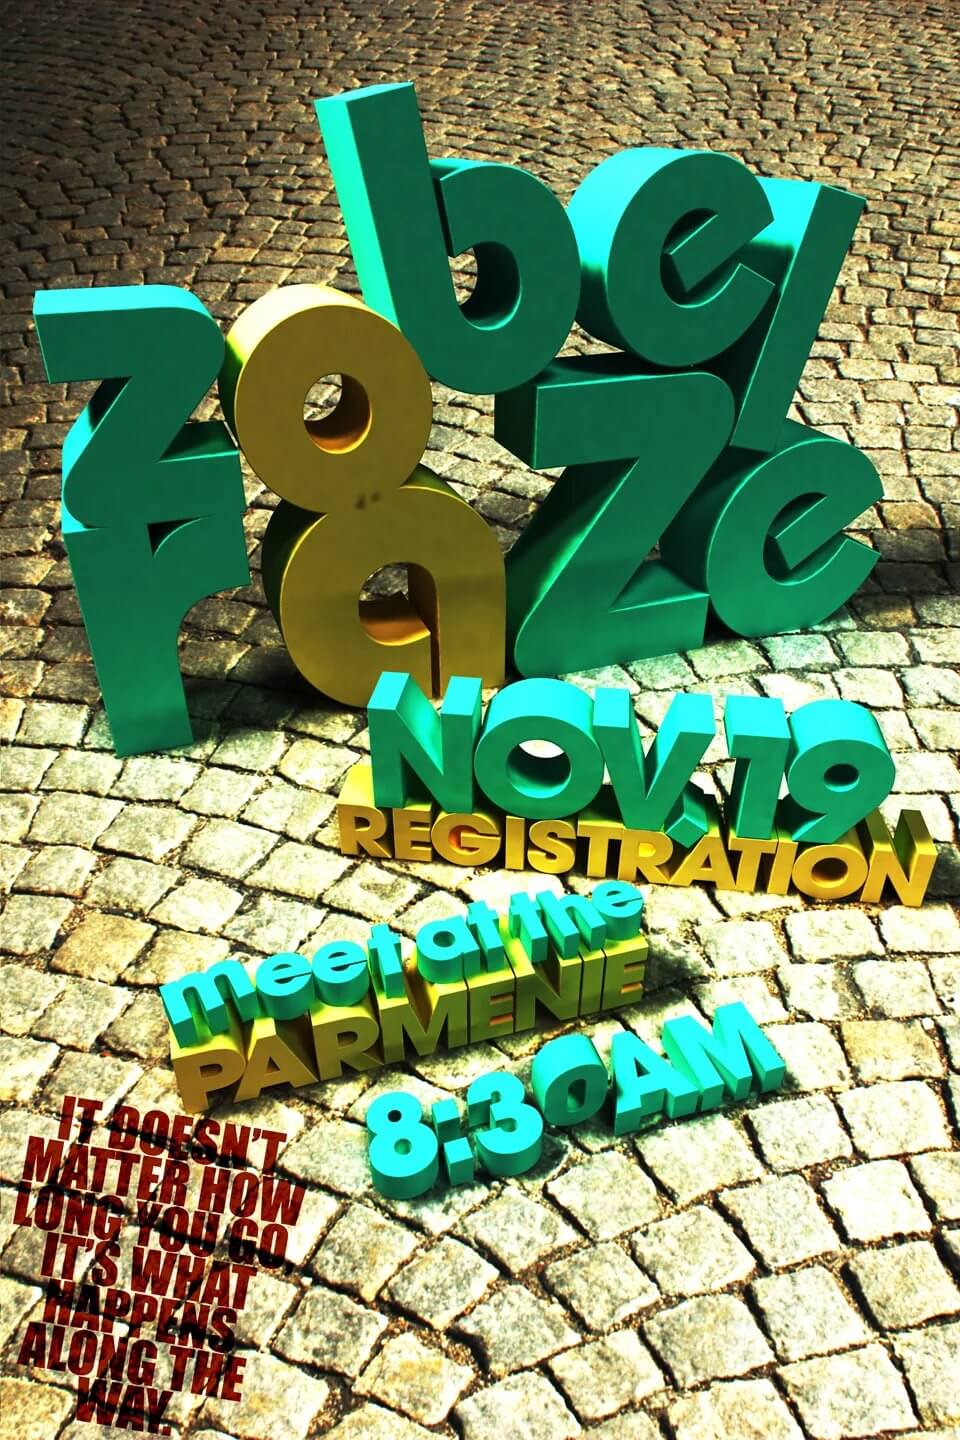 zobel
raZe
NOV,19
REGISTRATION
meet at the
PARMENIE
8:30AM
IT DOESN'T
MATTER HOW
LONG YOU GO,
IT'S WHAT
HAPPENS
ALONG THE
WAY.